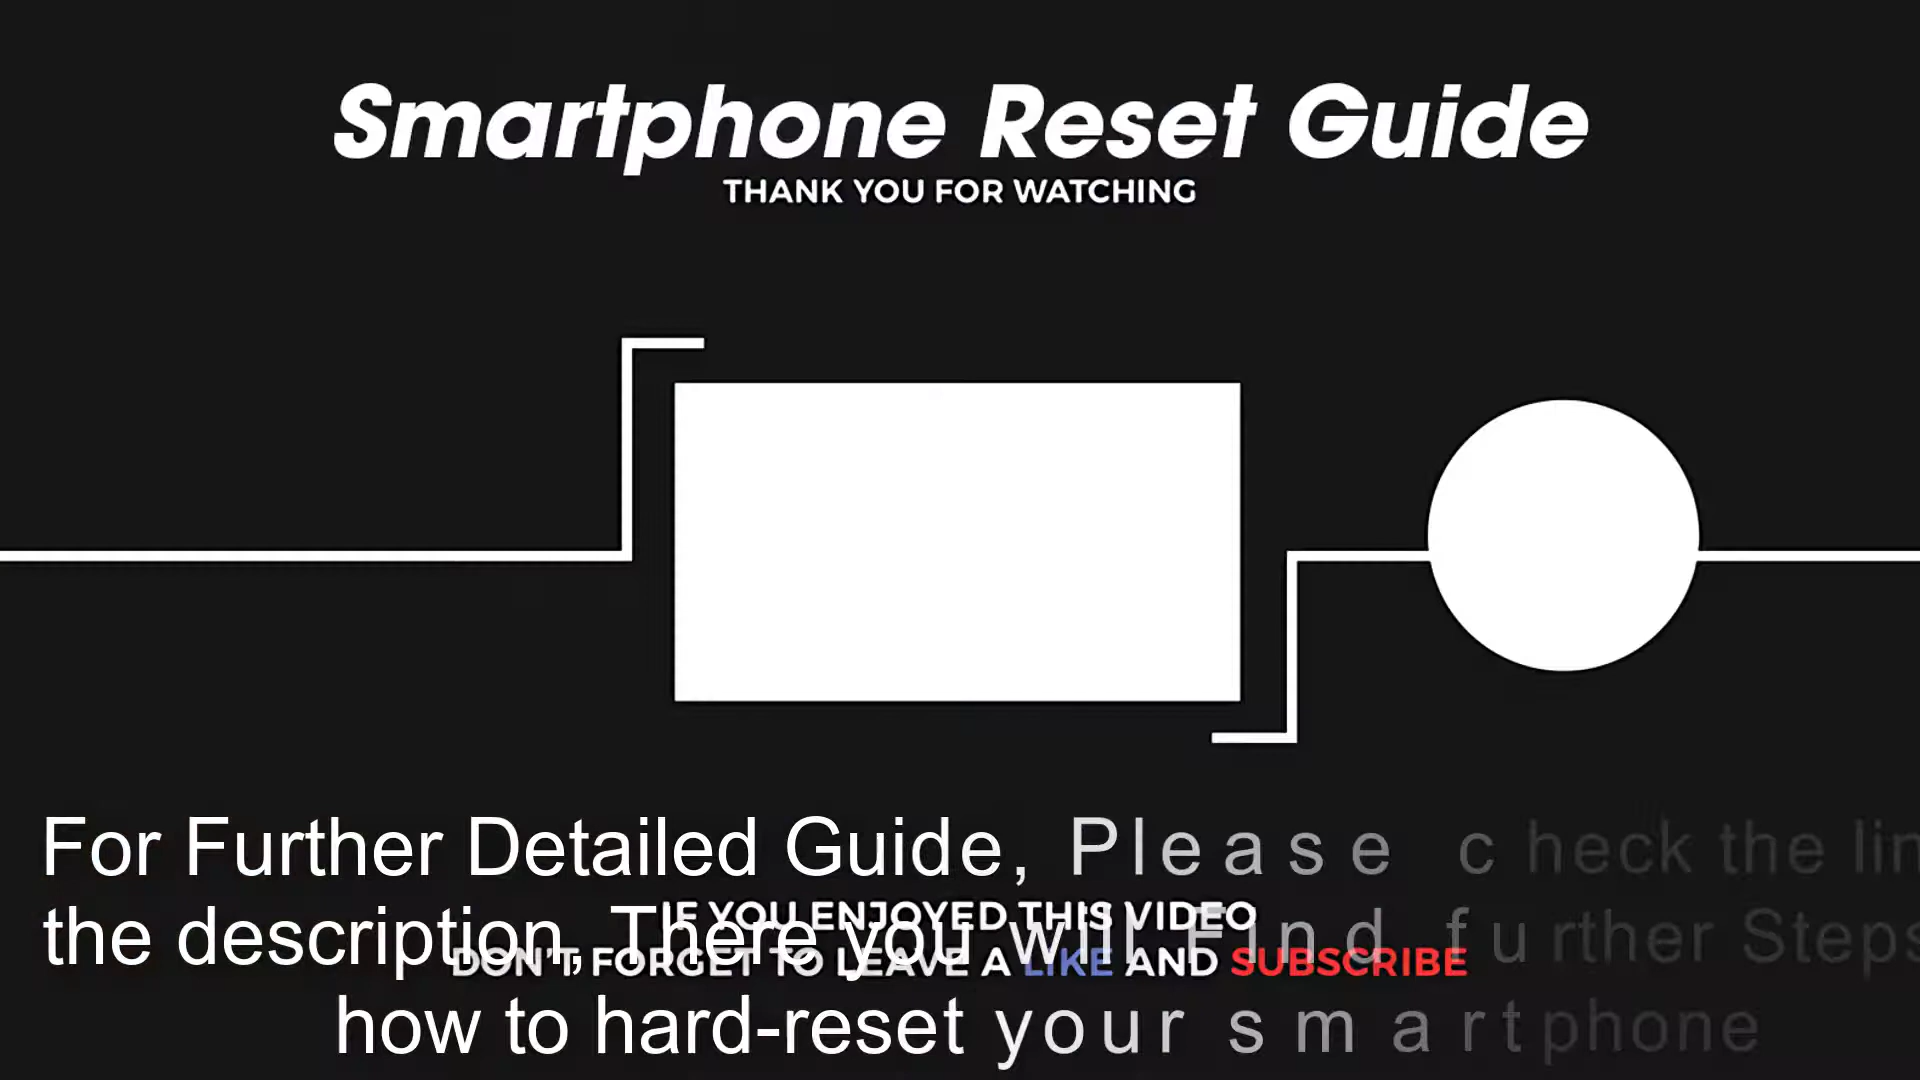 Smartphone Reset Guide
THANK YOU FOR WATCHING
For Further Detailed Guide, Please check the lin
IF YOU ENJOYED THIS VIDEO
the description, There you will Find further Steps
DON'T FORGET TO LEAVE A LIKE AND SUBSCRIBE
how to hard-reset your smartphone